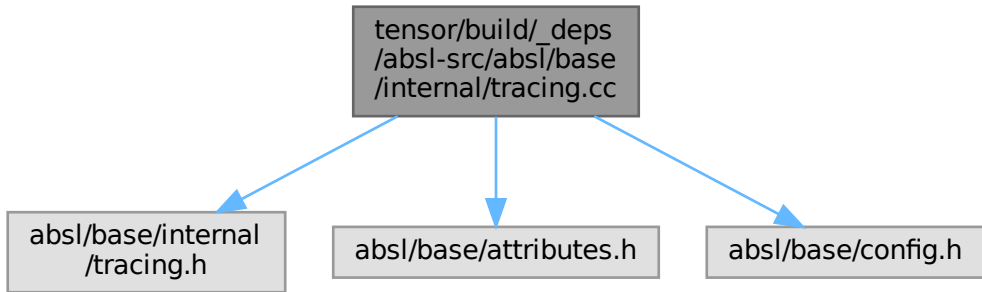 tensor/build/_deps
/absl-src/absl/base
/internal/tracing.cc
absl/base/internal
/tracing.h
absl/base/attributes.h
absl/base/config.h